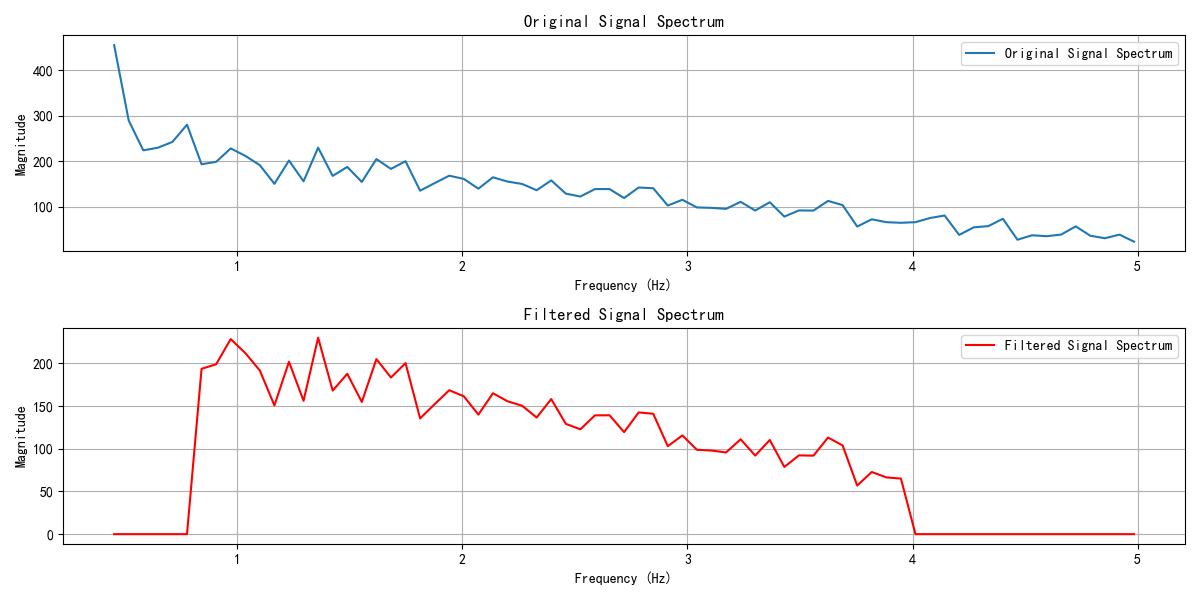 Original Signal Spectrum
Original Signal Spectrum
400
300
200
100
Magnitude
1 2 3 4 5
Frequency (Hz)
Filtered Signal Spectrum
Filtered Signal Spectrum
200
150
100
50
0
Magnitude
1 2 3 4 5
Frequency (Hz)